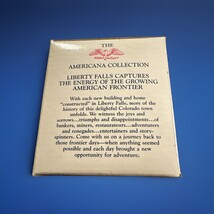 THE
AMERICANA COLLECTION
LIBERTY FALLS CAPTURES
THE ENERGY OF THE GROWING
AMERICAN FRONTIER
With each new building and home
"constructed" in Liberty Falls, more of the
history of this delightful Colorado town
unfolds. We witness the joys and
sorrows...triumphs and disappointments...of
bankers, miners, restaurateurs...adventurers
and renegades...entertainers and story-
spinners. Come with us on a journey back to
those frontier days—when anything seemed
possible and each day brought a new
opportunity for adventure.